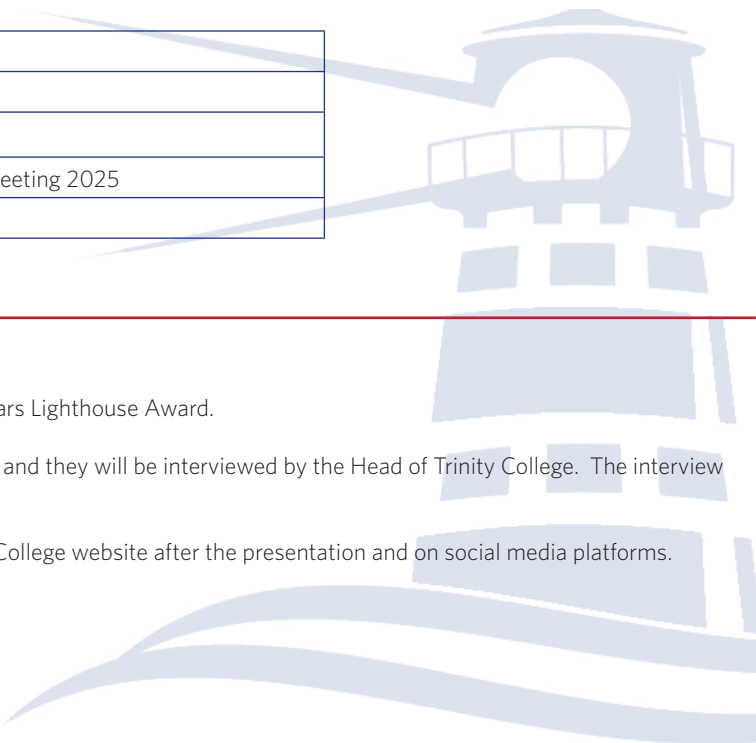 eeting 2025
ars Lighthouse Award.
and they will be interviewed by the Head of Trinity College. The interview
College website after the presentation and on social media platforms.